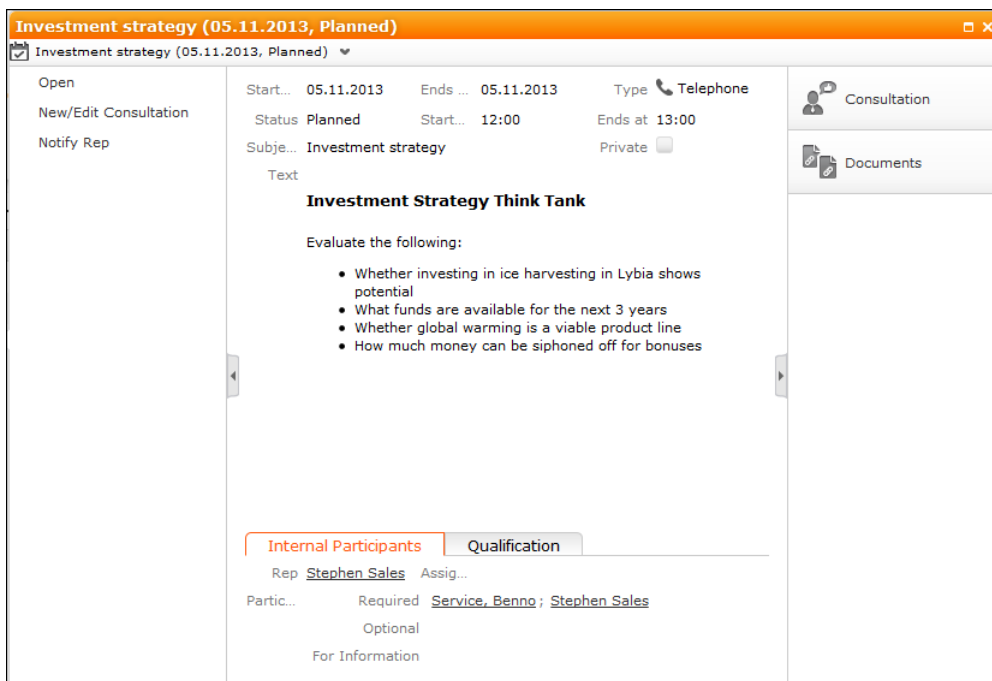 Investment strategy (05.11.2013, Planned)
Investment strategy (05.11.2013, Planned)
Open
New/Edit Consultation
Notify Rep
Start... 05.11.2013 Ends ... 05.11.2013 Type Telephone
Status Planned Start... 12:00 Ends at 13:00
Subje... Investment strategy Private
Text
Investment Strategy Think Tank
Evaluate the following:
• Whether investing in ice harvesting in Lybia shows
potential
• What funds are available for the next 3 years
• Whether global warming is a viable product line
• How much money can be siphoned off for bonuses
Internal Participants Qualification
Rep Stephen Sales Assig...
Partic... Required Service, Benno ; Stephen Sales
Optional
For Information
Consultation
Documents